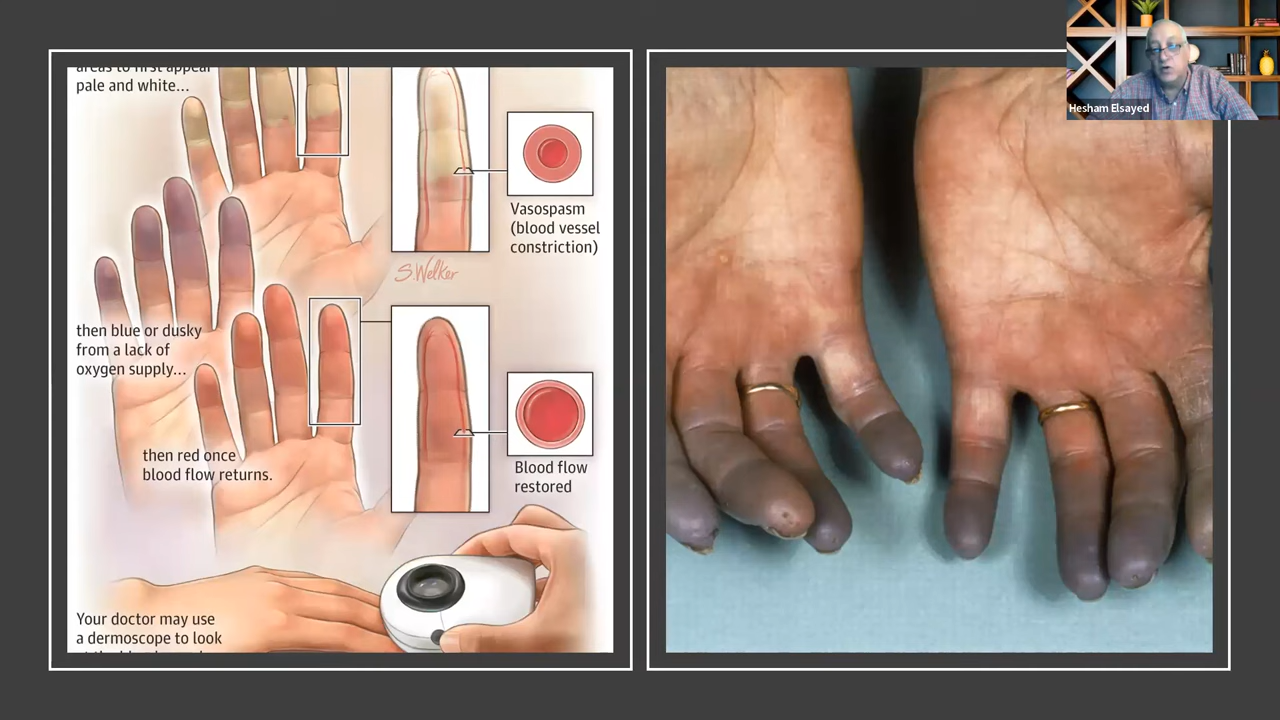 areas to first appear
pale and white...
Vasospasm
(blood vessel
constriction)
S.Welker
then blue or dusky
from a lack of
oxygen supply...
then red once
blood flow returns.
Blood flow
restored
Your doctor may use
a dermoscope to look
Hesham Elsayed